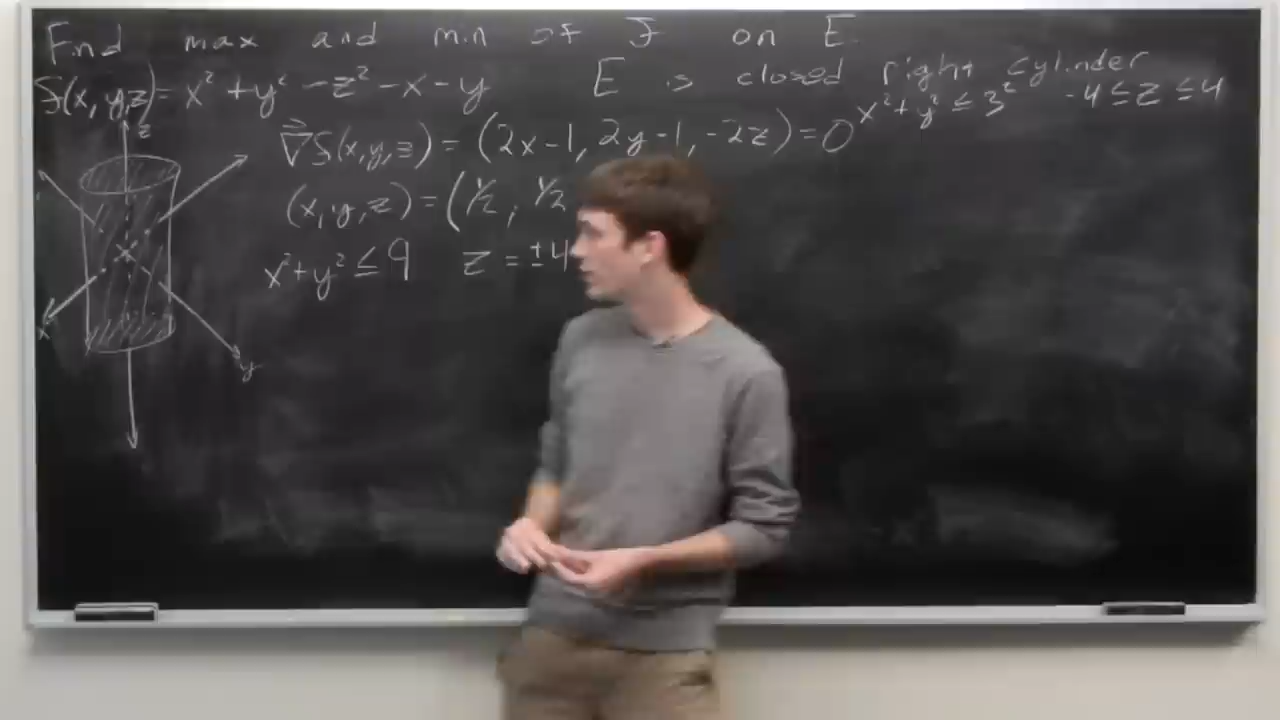 Find max and min of f on E
f(x, y, z) = x² + y² - z² - x - y
E is closed right cylinder
x² + y² ≤ 3² -4 ≤ z ≤ 4
∇f(x, y, z) = (2x-1, 2y-1, -2z) = 0
(x, y, z) = (1/2, 1/2
x² + y² ≤ 9 z = ±4
z
x
y